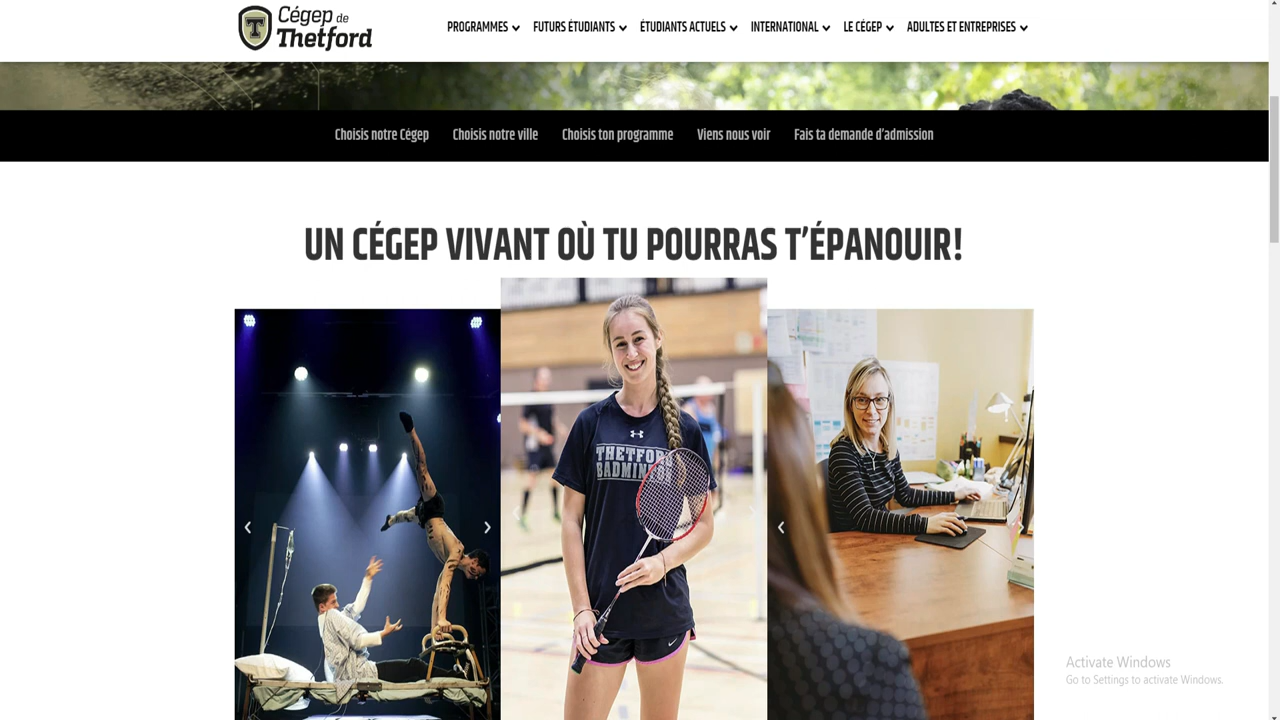 Cégep de
Thetford
PROGRAMMES
FUTURS ÉTUDIANTS
ÉTUDIANTS ACTUELS
INTERNATIONAL
LE CÉGEP
ADULTES ET ENTREPRISES
Choisis notre Cégep
Choisis notre ville
Choisis ton programme
Viens nous voir
Fais ta demande d’admission
UN CÉGEP VIVANT OÙ TU POURRAS T’ÉPANOUIR!
THETFORD
Activate Windows
Go to Settings to activate Windows.